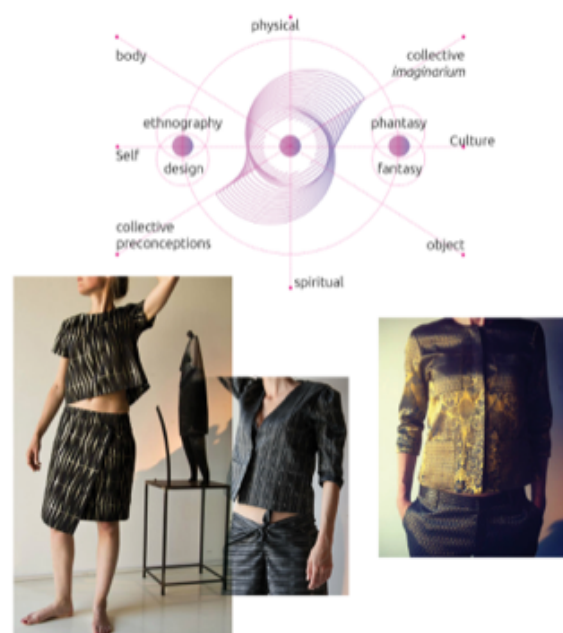 physical
body
collective
imaginarium
ethnography
phantasy
Self
Culture
design
fantasy
collective
preconceptions
object
spiritual